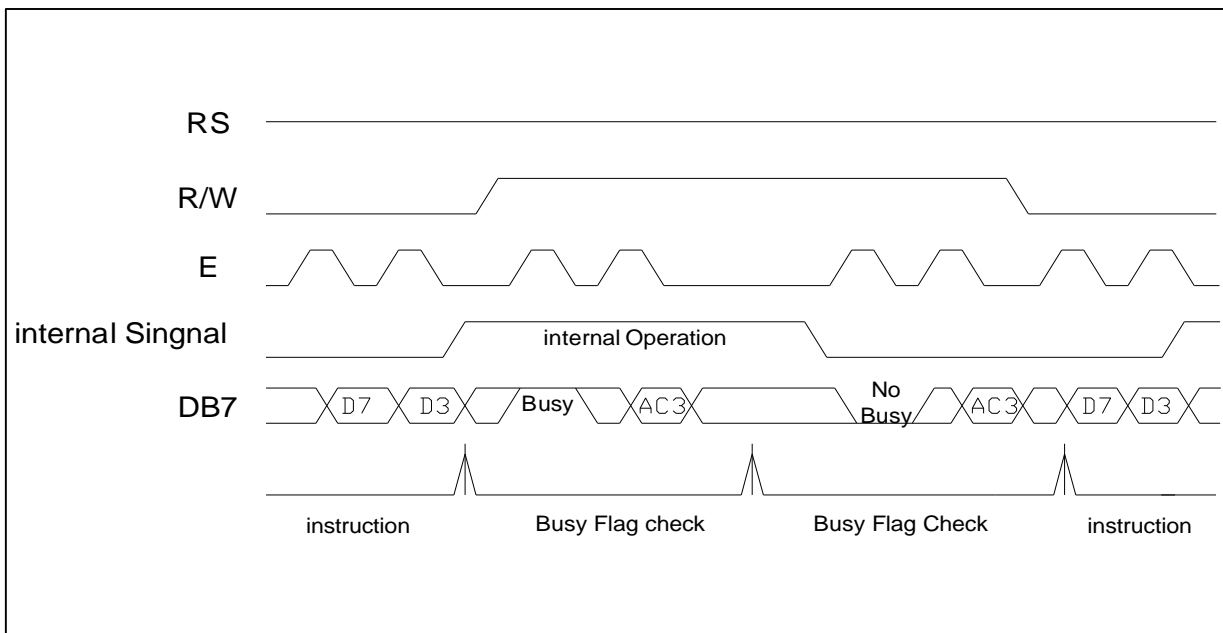 RS
R/W
E
internal Singnal
internal Operation
DB7
D7 D3 Busy AC3 No Busy AC3 D7 D3
instruction Busy Flag check Busy Flag Check instruction